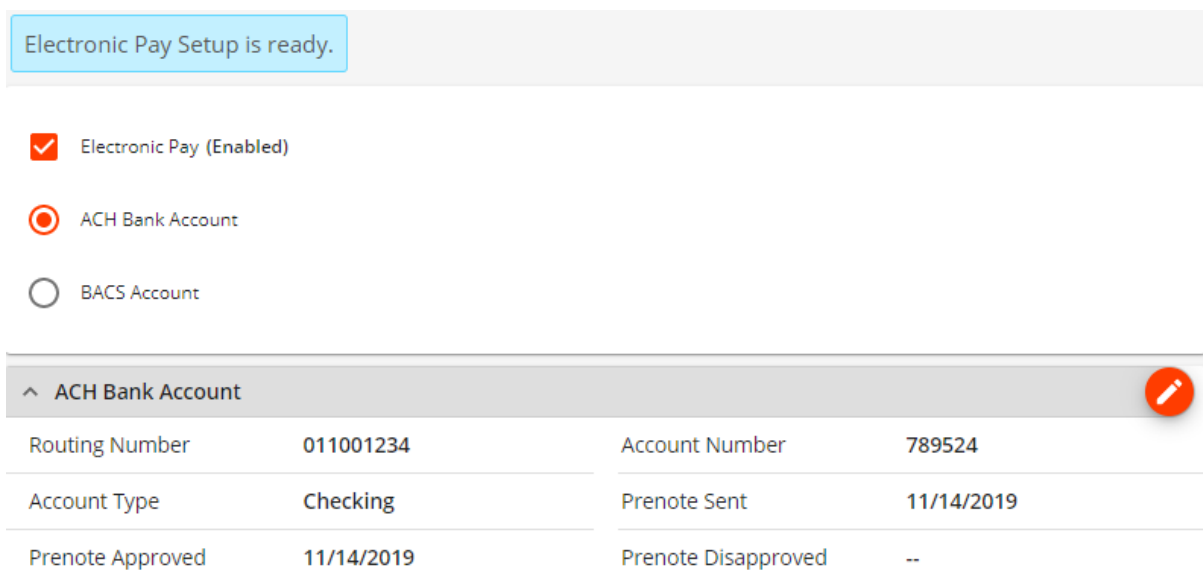 Electronic Pay Setup is ready.
Electronic Pay (Enabled)
ACH Bank Account
BACS Account
ACH Bank Account
Routing Number 011001234 Account Number 789524
Account Type Checking Prenote Sent 11/14/2019
Prenote Approved 11/14/2019 Prenote Disapproved --